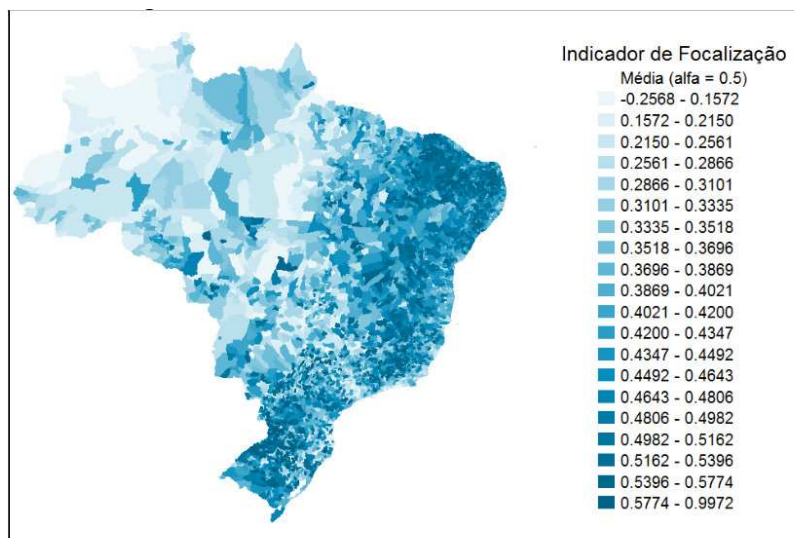 Indicador de Focalização
Média (alfa = 0.5)
-0.2568 - 0.1572
0.1572 - 0.2150
0.2150 - 0.2561
0.2561 - 0.2866
0.2866 - 0.3101
0.3101 - 0.3335
0.3335 - 0.3518
0.3518 - 0.3696
0.3696 - 0.3869
0.3869 - 0.4021
0.4021 - 0.4200
0.4200 - 0.4347
0.4347 - 0.4492
0.4492 - 0.4643
0.4643 - 0.4806
0.4806 - 0.4982
0.4982 - 0.5162
0.5162 - 0.5396
0.5396 - 0.5774
0.5774 - 0.9972